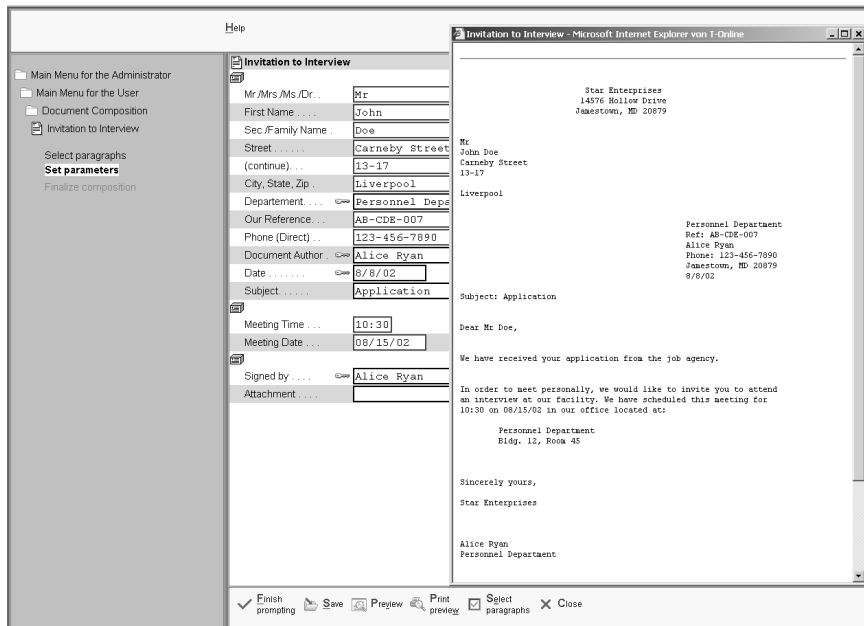 Help
Main Menu for the Administrator
Main Menu for the User
Document Composition
Invitation to Interview
Select paragraphs
Set parameters
Finalize composition
Invitation to Interview
Mr./Mrs./Ms./Dr. . Mr
First Name . . . . John
Sec./Family Name . Doe
Street . . . . . . Carneby Street
(continue). . . 13-17
City, State, Zip . Liverpool
Departement. . . . Personnel Depa
Our Reference. . . AB-CDE-007
Phone (Direct) . . 123-456-7890
Document Author . Alice Ryan
Date . . . . . . . 8/8/02
Subject. . . . . . Application
Meeting Time . . . 10:30
Meeting Date . . . 08/15/02
Signed by . . . . Alice Ryan
Attachment . . . .
Invitation to Interview - Microsoft Internet Explorer von T-Online
Star Enterprises
14576 Hollow Drive
Jamestown, MD 20879
Mr
John Doe
Carneby Street
13-17
Liverpool
Personnel Department
Ref: AB-CDE-007
Alice Ryan
Phone: 123-456-7890
Jamestown, MD 20879
8/8/02
Subject: Application
Dear Mr Doe,
We have received your application from the job agency.
In order to meet personally, we would like to invite you to attend
an interview at our facility. We have scheduled this meeting for
10:30 on 08/15/02 in our office located at:
Personnel Department
Bldg. 12, Room 45
Sincerely yours,
Star Enterprises
Alice Ryan
Personnel Department
Finish prompting
Save
Preview
Print preview
Select paragraphs
Close